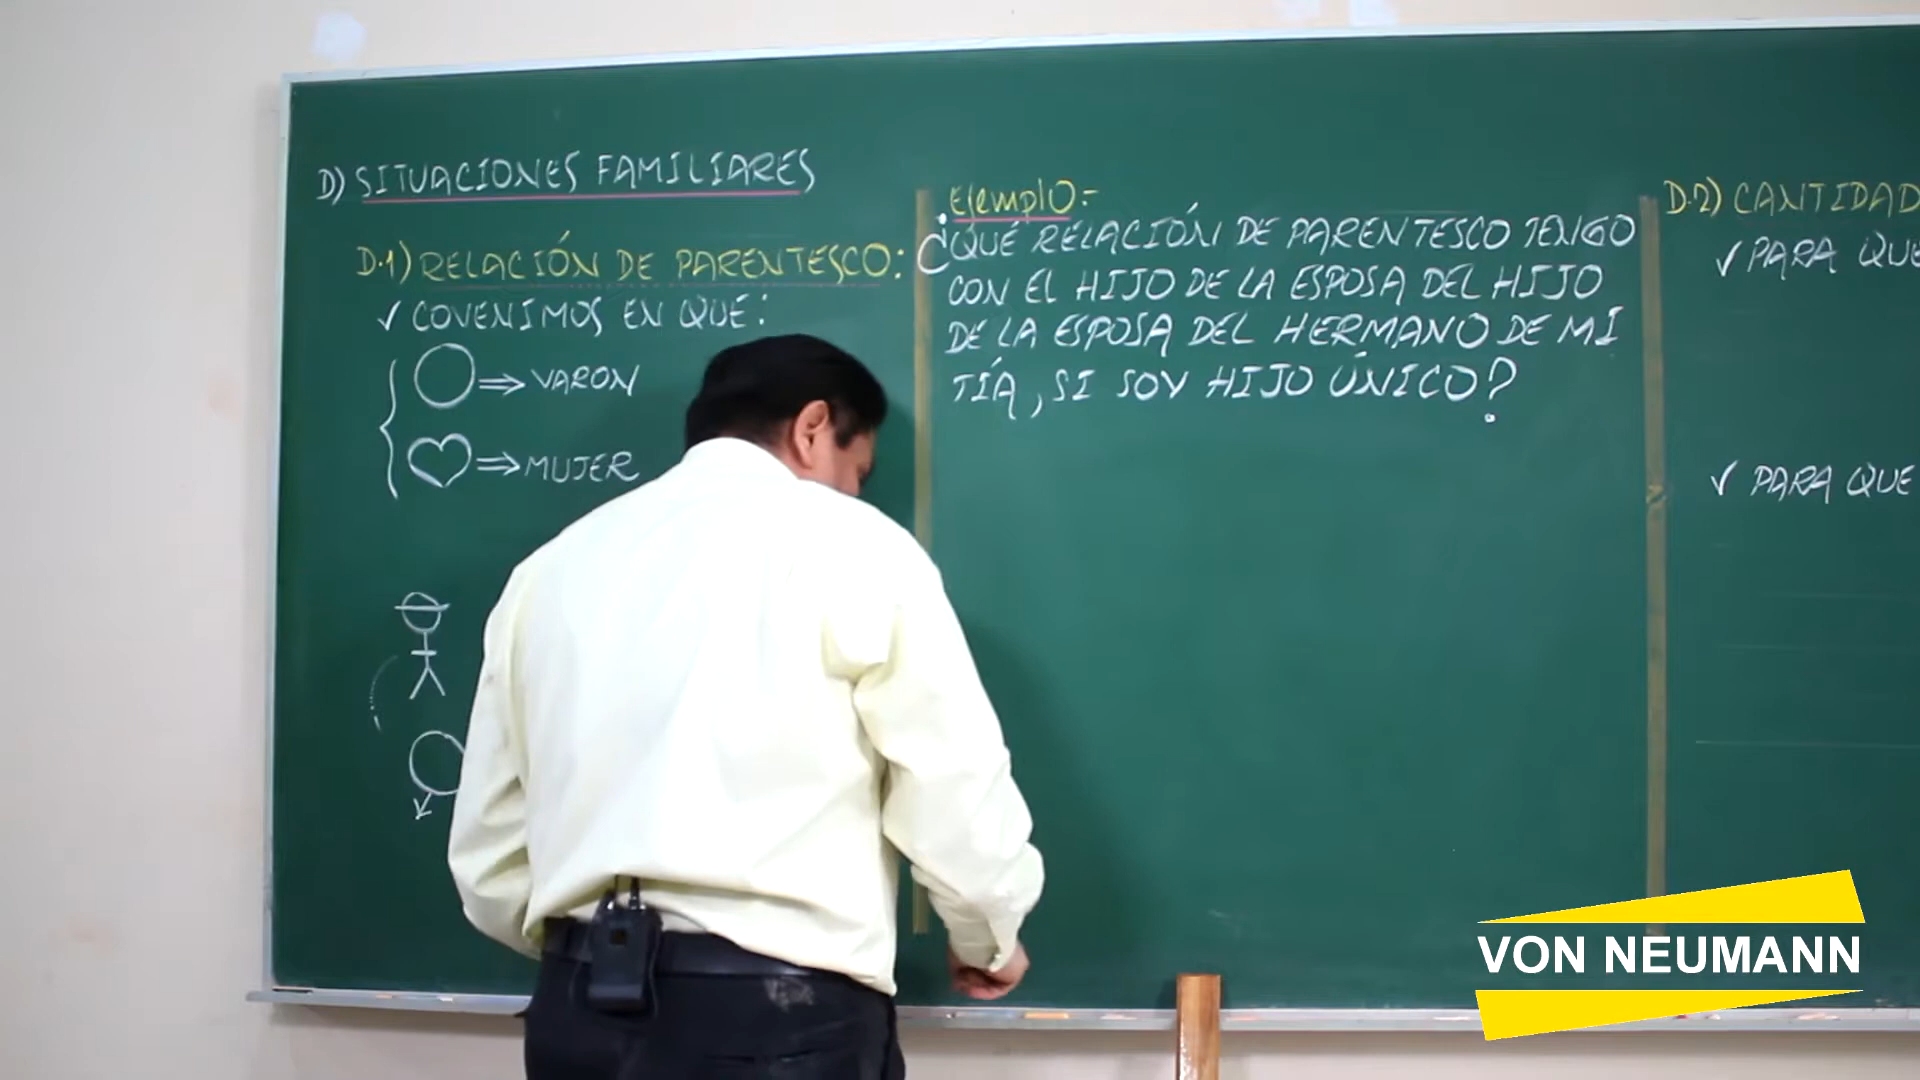 D) SITUACIONES FAMILIARES
D.1) RELACIÓN DE PARENTESCO:
✓ COVENIMOS EN QUE:
⇒ VARON
⇒ MUJER
Ejemplo:-
¿QUÉ RELACIÓN DE PARENTESCO TENGO
CON EL HIJO DE LA ESPOSA DEL HIJO
DE LA ESPOSA DEL HERMANO DE MI
TÍA, SI SOY HIJO ÚNICO?
D.2) CANTIDAD
✓ PARA QUE
✓ PARA QUE
VON NEUMANN